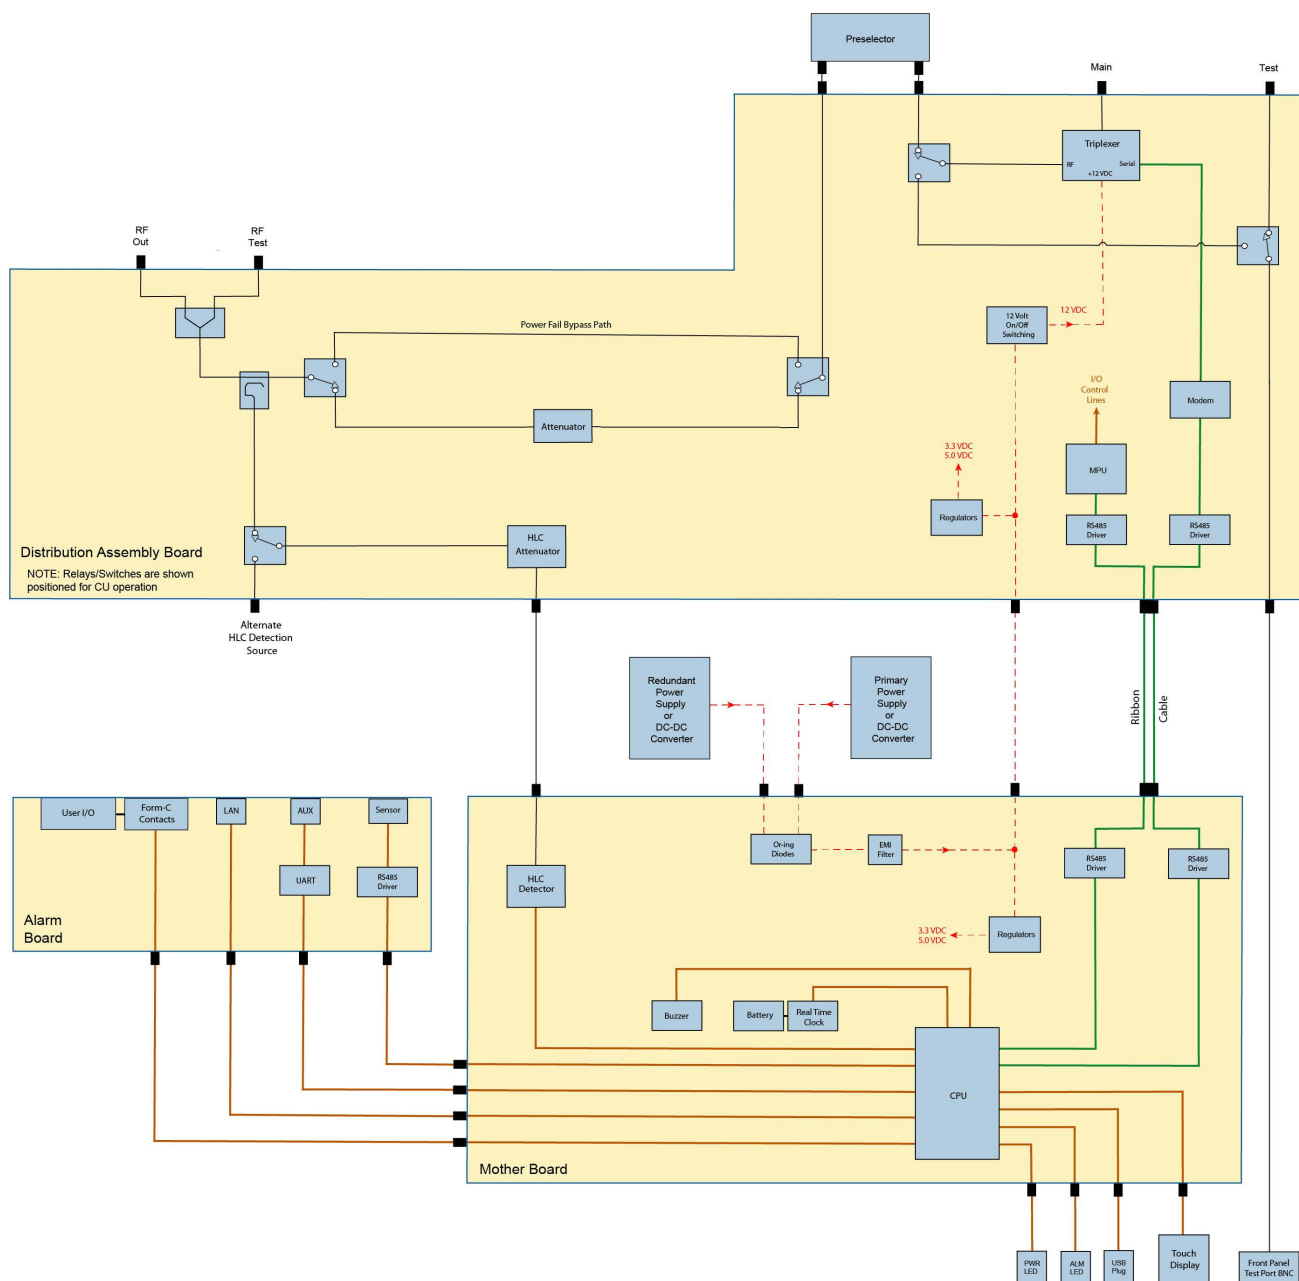 Preselector
Main
Test
Triplexer
RF
Serial
+12 VDC
RF
Out
RF
Test
12 Volt
On/Off
Switching
12 VDC
Power Fail Bypass Path
I/O
Control
Lines
Modem
Attenuator
3.3 VDC
5.0 VDC
MPU
Regulators
RS485
Driver
RS485
Driver
HLC
Attenuator
Distribution Assembly Board
NOTE: Relays/Switches are shown
positioned for CU operation
Alternate
HLC Detection
Source
Redundant
Power
Supply
or
DC-DC
Converter
Primary
Power
Supply
or
DC-DC
Converter
Ribbon
Cable
User I/O
Form-C
Contacts
LAN
AUX
Sensor
UART
RS485
Driver
Alarm
Board
Or-ing
Diodes
EMI
Filter
RS485
Driver
RS485
Driver
HLC
Detector
3.3 VDC
5.0 VDC
Regulators
Buzzer
Battery
Real Time
Clock
CPU
Mother Board
PWR
LED
ALM
LED
USB
Plug
Touch
Display
Front Panel
Test Port BNC